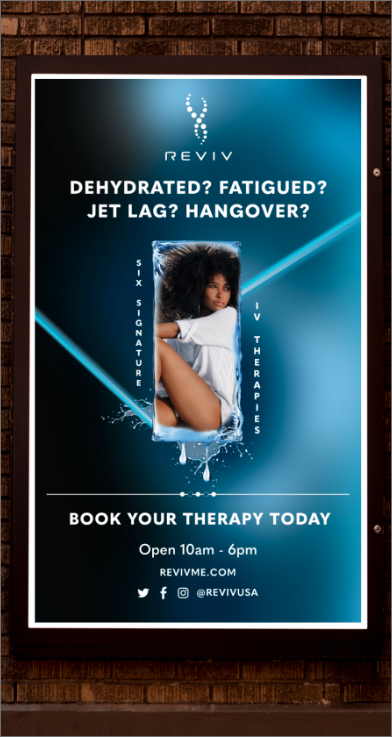 REVIV
DEHYDRATED? FATIGUED?
JET LAG? HANGOVER?
SIX SIGNATURE
IV THERAPIES
BOOK YOUR THERAPY TODAY
Open 10am - 6pm
REVIVME.COM
@REVIVUSA